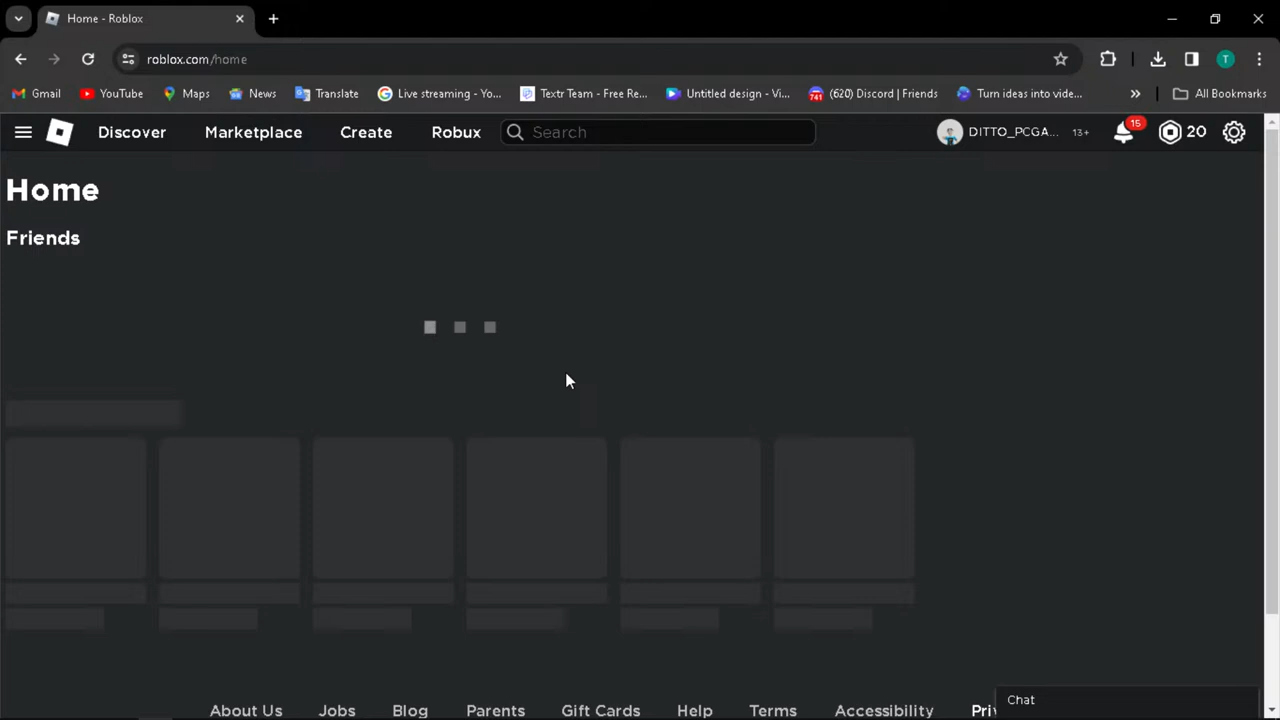 Home - Roblox
roblox.com/home
T
Gmail YouTube Maps News Translate Live streaming - Yo... Textr Team - Free Re... Untitled design - Vi... (620) Discord | Friends Turn ideas into vide... All Bookmarks
741
Discover Marketplace Create Robux Search DITTO_PCGA... 13+ 15 20
Home
Friends
Chat
About Us Jobs Blog Parents Gift Cards Help Terms Accessibility Pri